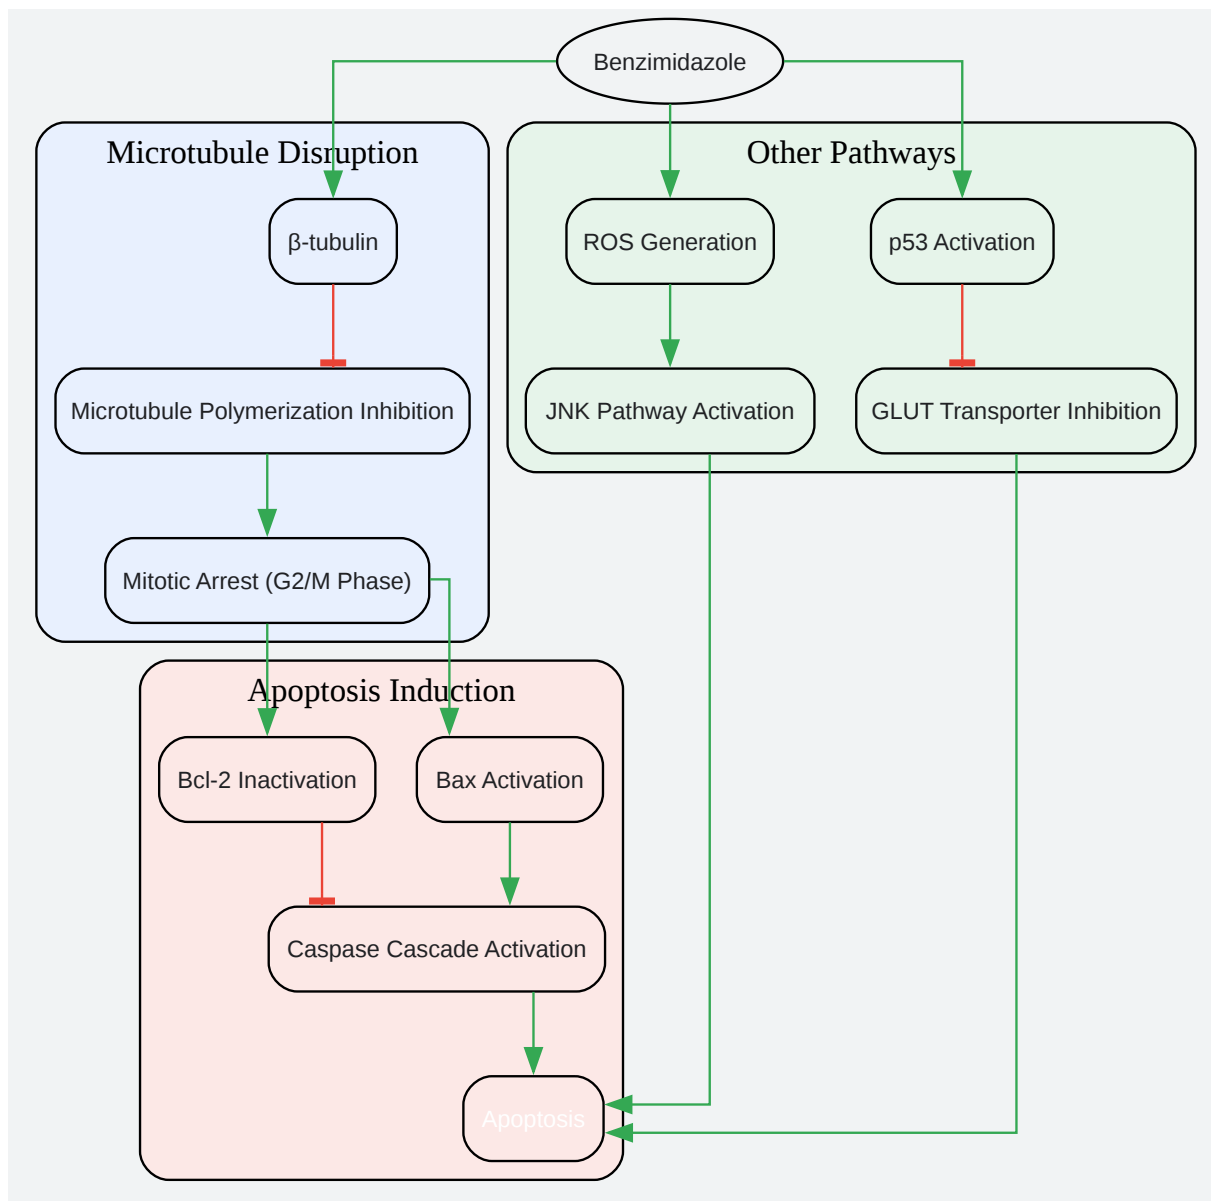 Benzimidazole
Microtubule Disruption
Other Pathways
β-tubulin
ROS Generation
p53 Activation
Microtubule Polymerization Inhibition
JNK Pathway Activation
GLUT Transporter Inhibition
Mitotic Arrest (G2/M Phase)
Apoptosis Induction
Bcl-2 Inactivation
Bax Activation
Caspase Cascade Activation
Apoptosis